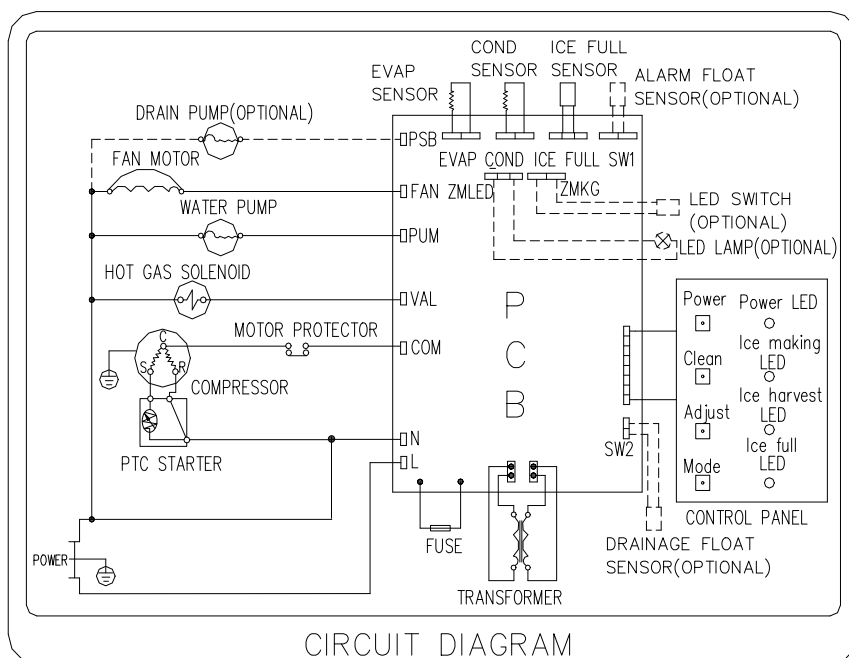 COND
SENSOR
ICE FULL
SENSOR
EVAP
SENSOR
ALARM FLOAT
SENSOR(OPTIONAL)
DRAIN PUMP(OPTIONAL)
PSB
EVAP COND ICE FULL SW1
FAN MOTOR
FAN ZMLED
ZMKG
LED SWITCH
(OPTIONAL)
WATER PUMP
PUM
LED LAMP(OPTIONAL)
HOT GAS SOLENOID
VAL
MOTOR PROTECTOR
COM
C
S
R
COMPRESSOR
PTC STARTER
N
L
P
C
B
Power
Power LED
Clean
Ice making
LED
Adjust
Ice harvest
LED
Mode
Ice full
LED
CONTROL PANEL
SW2
DRAINAGE FLOAT
SENSOR(OPTIONAL)
FUSE
TRANSFORMER
POWER
CIRCUIT DIAGRAM